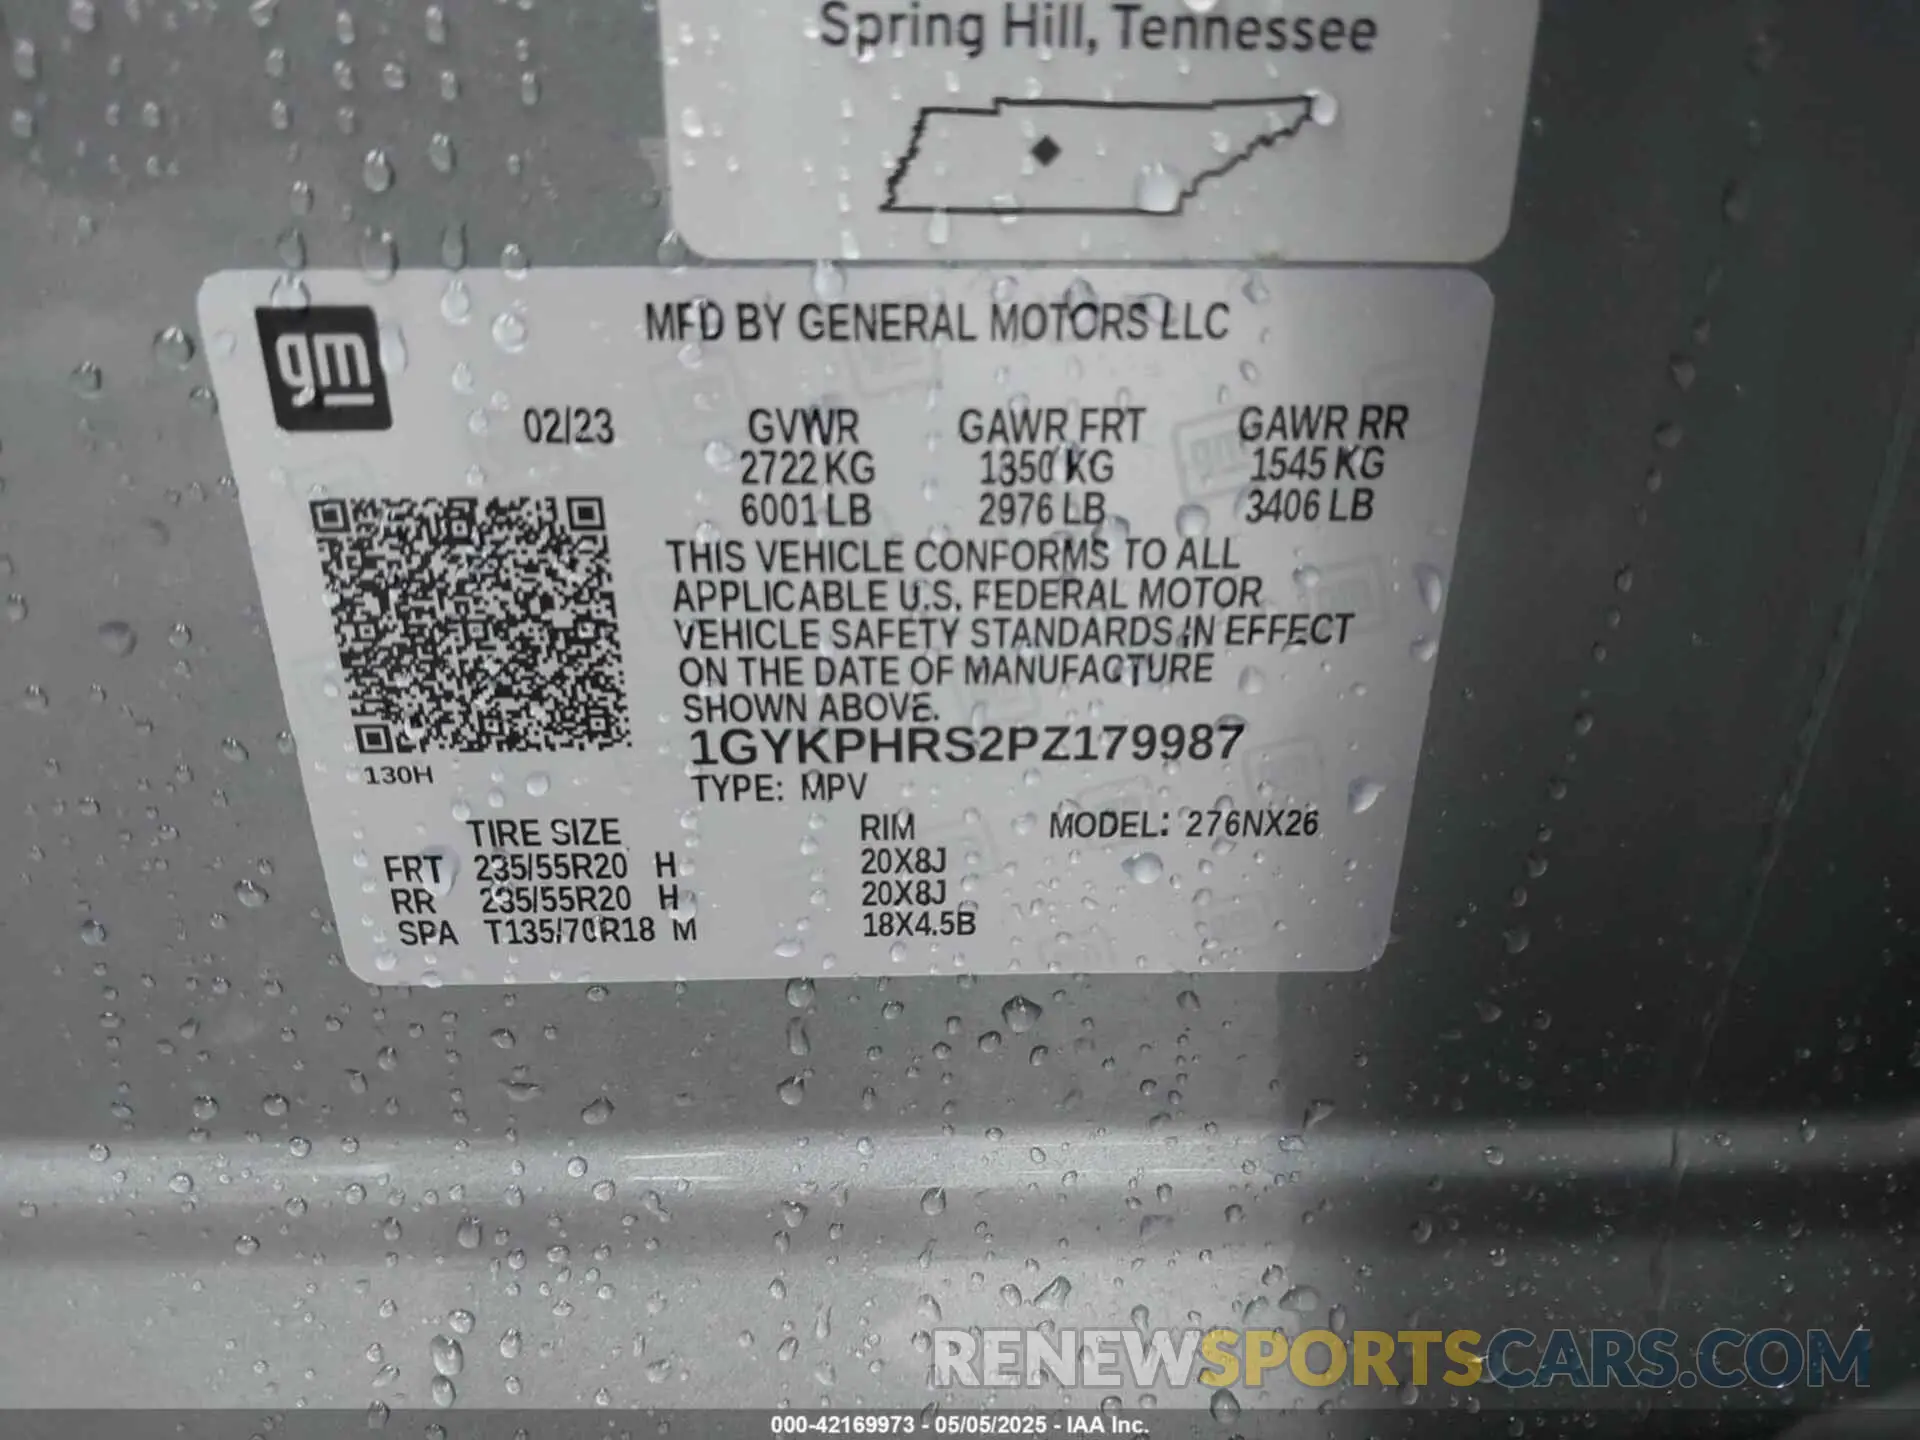 Spring Hill, Tennessee
gm
MFD BY GENERAL MOTORS LLC
02/23 GVWR GAWR FRT GAWR RR
2722 KG 1350 KG 1545 KG
6001 LB 2976 LB 3406 LB
THIS VEHICLE CONFORMS TO ALL
APPLICABLE U.S. FEDERAL MOTOR
VEHICLE SAFETY STANDARDS IN EFFECT
ON THE DATE OF MANUFACTURE
SHOWN ABOVE.
1GYKPHRS2PZ179987
130H
TYPE: MPV
TIRE SIZE RIM MODEL: 276NX26
FRT 235/55R20 H 20X8J
RR 235/55R20 H 20X8J
SPA T135/70R18 M 18X4.5B
RENEWSPORTSCARS.COM
000-42169973 - 05/05/2025 - IAA Inc.